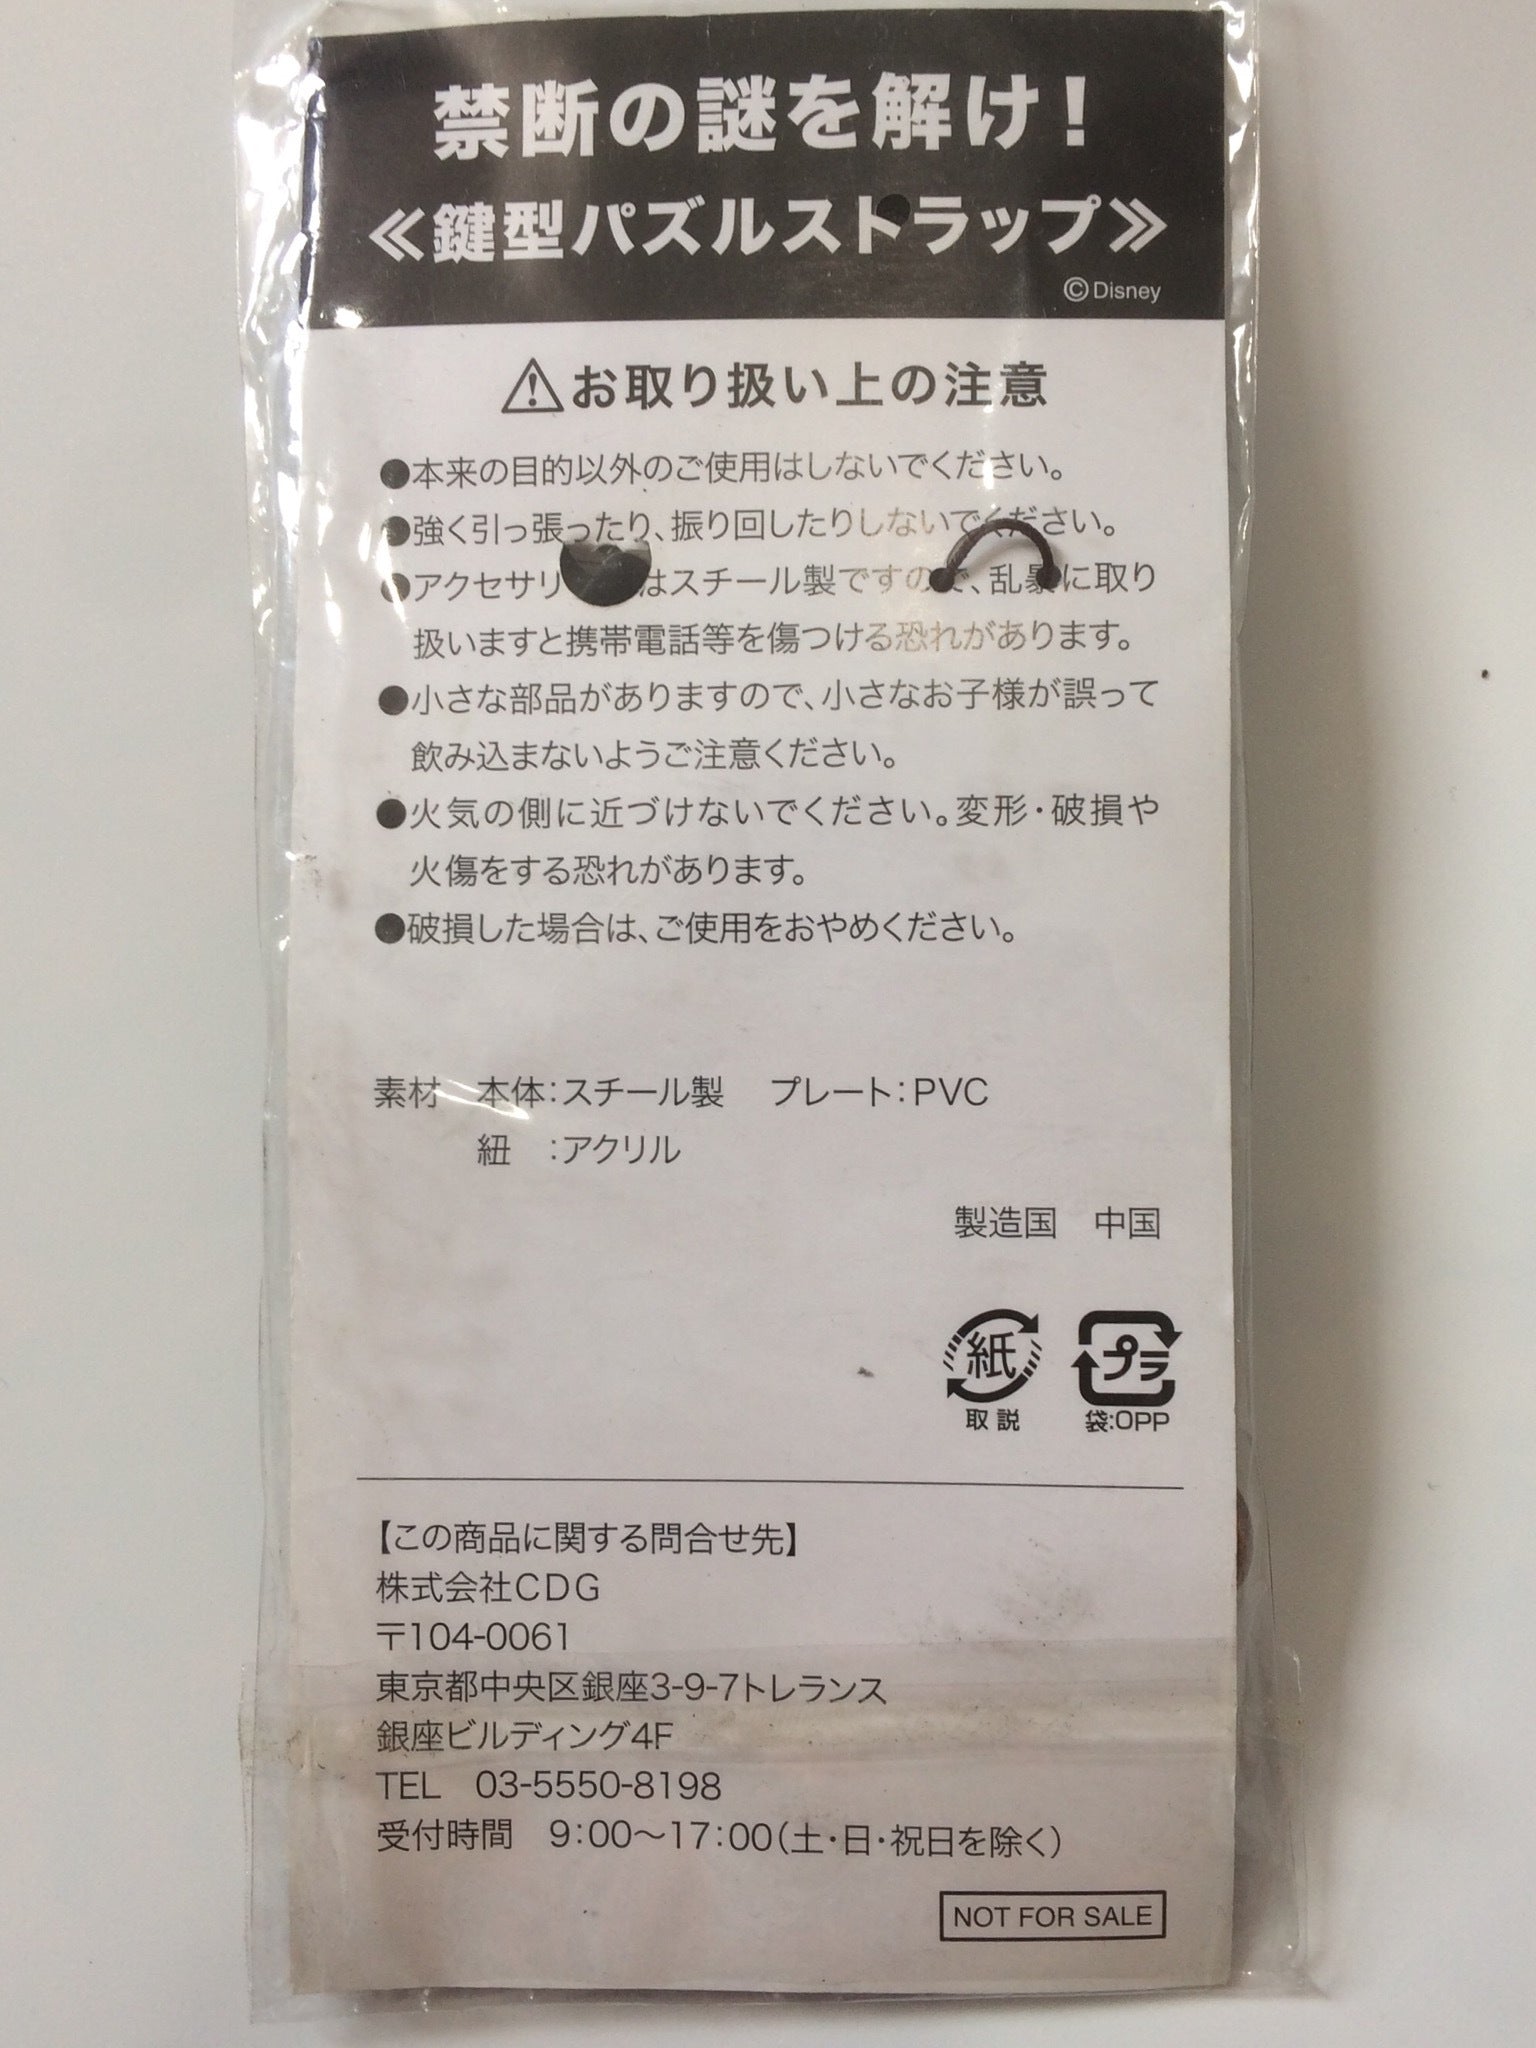 禁断の謎を解け!
≪鍵型パズルストラップ≫
©Disney
⚠お取り扱い上の注意
●本来の目的以外のご使用はしないでください。
●強く引っ張ったり、振り回したりしないでください。
●アクセサリ はスチール製ですので、乱暴に取り
扱いますと携帯電話等を傷つける恐れがあります。
●小さな部品がありますので、小さなお子様が誤って
飲み込まないようご注意ください。
●火気の側に近づけないでください。変形・破損や
火傷をする恐れがあります。
●破損した場合は、ご使用をおやめください。
素材 本体:スチール製 プレート:PVC
紐 :アクリル
製造国 中国
紙 プラ
取説 袋:OPP
【この商品に関する問合せ先】
株式会社CDG
〒104-0061
東京都中央区銀座3-9-7トレランス
銀座ビルディング4F
TEL 03-5550-8198
受付時間 9:00〜17:00(土・日・祝日を除く)
NOT FOR SALE